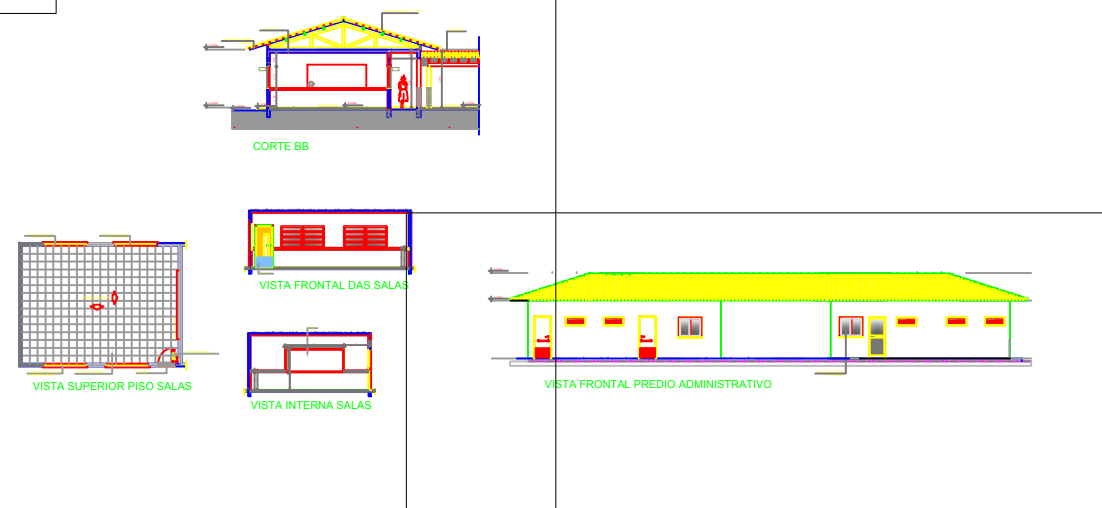 CORTE BB
VISTA FRONTAL DAS SALAS
VISTA SUPERIOR PISO SALAS
VISTA INTERNA SALAS
VISTA FRONTAL PREDIO ADMINISTRATIVO